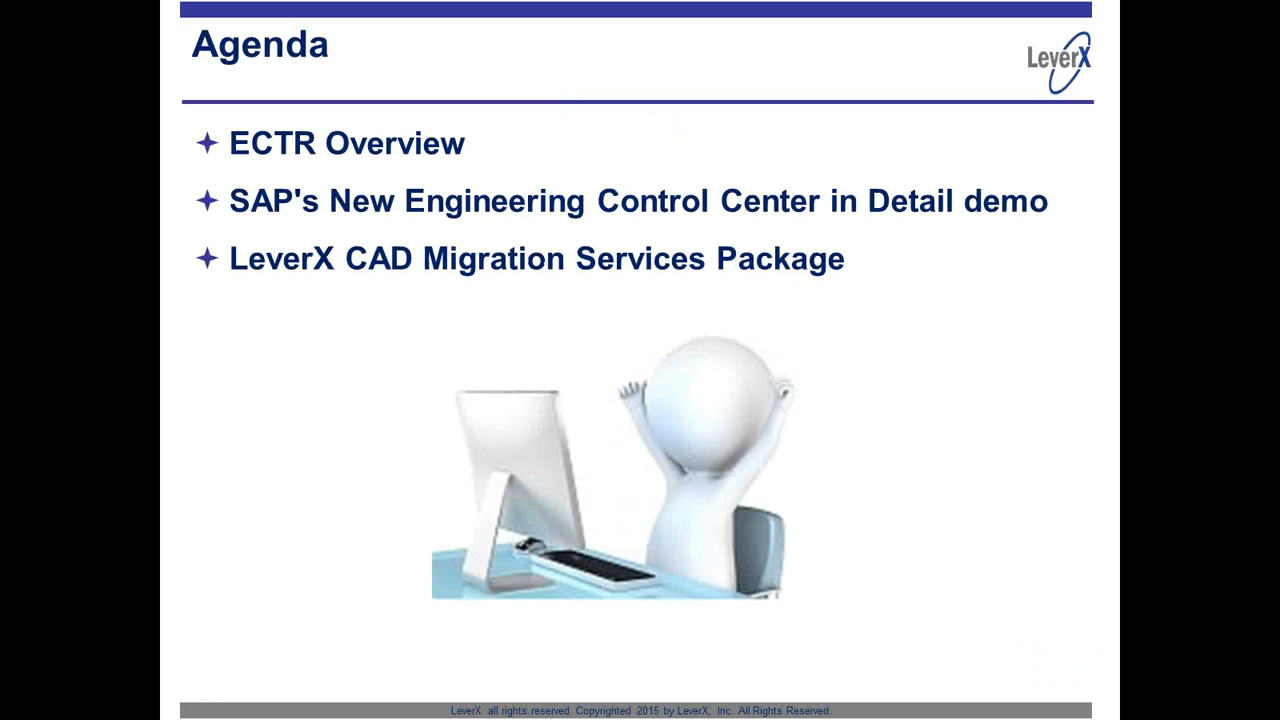 Agenda
LeverX
ECTR Overview
SAP's New Engineering Control Center in Detail demo
LeverX CAD Migration Services Package
LeverX all rights reserved. Copyrighted 2015 by LeverX, Inc. All Rights Reserved.